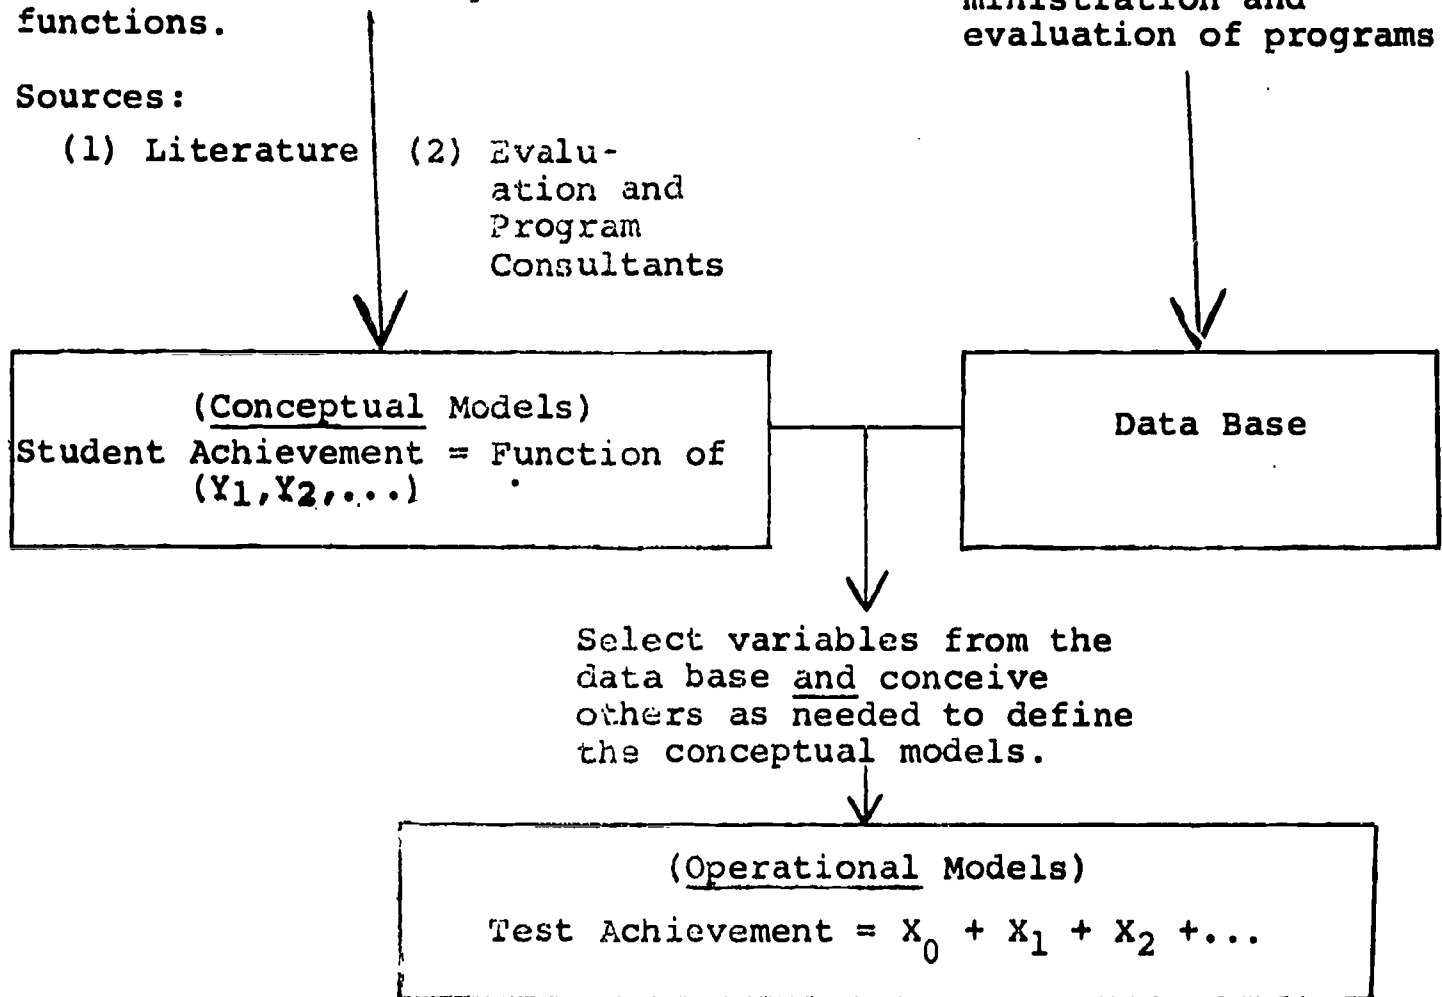 functions.
ministration and
evaluation of programs
Sources:
(1) Literature
(2) Evalu-
ation and
Program
Consultants
(Conceptual Models)
Student Achievement = Function of
(Y1,Y2,...)
Data Base
Select variables from the
data base and conceive
others as needed to define
the conceptual models.
(Operational Models)
Test Achievement = X0 + X1 + X2 +...